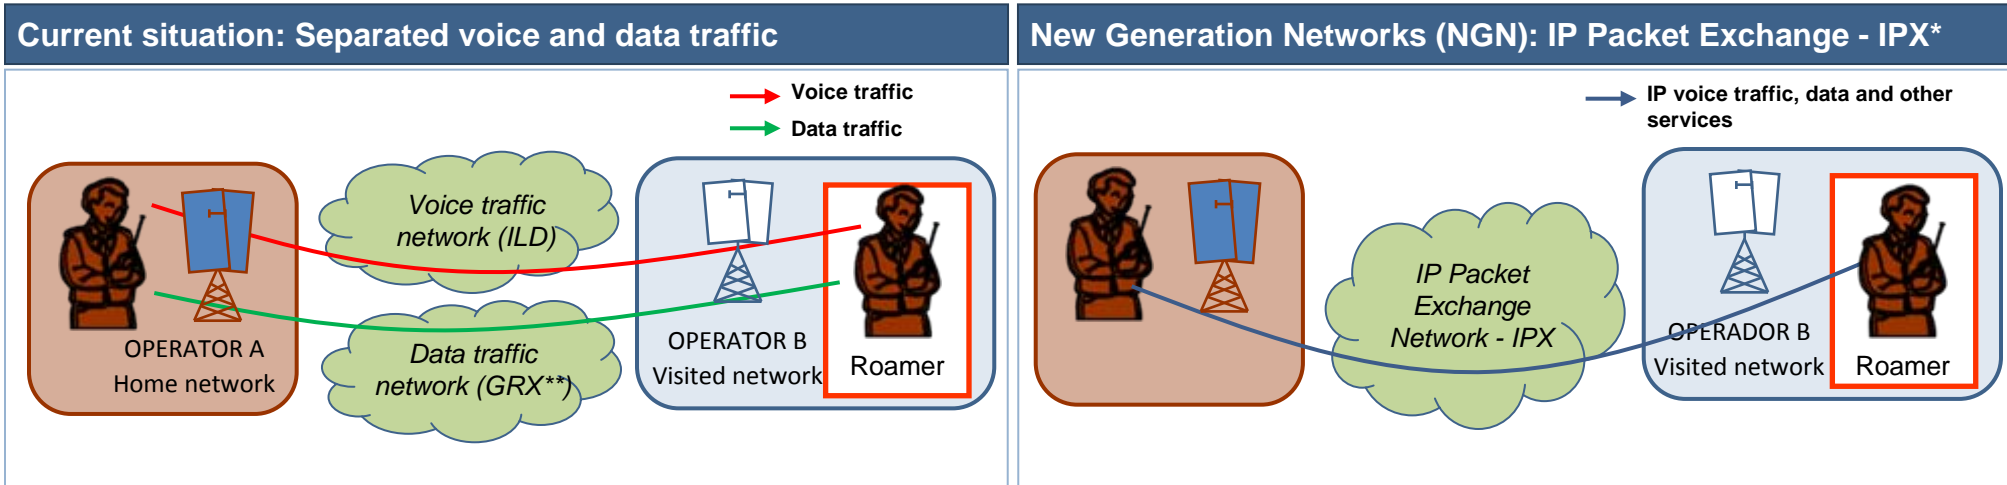 Current situation: Separated voice and data traffic
Voice traffic
Data traffic
Voice traffic
network (ILD)
Data traffic
network (GRX**)
OPERATOR A
Home network
OPERATOR B
Visited network
Roamer
New Generation Networks (NGN): IP Packet Exchange - IPX*
IP voice traffic, data and other
services
IP Packet
Exchange
Network - IPX
OPERADOR B
Visited network
Roamer